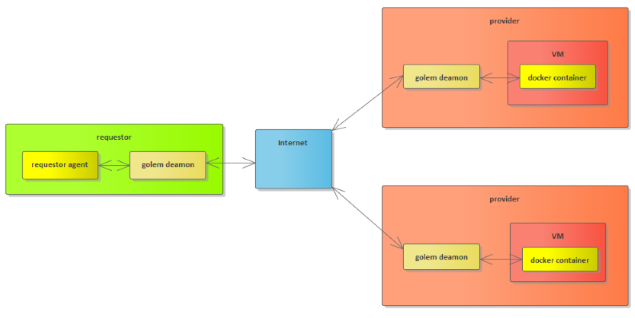 provider
VM
golem deamon
docker container
requestor
requestor agent
golem deamon
Internet
provider
VM
golem deamon
docker container